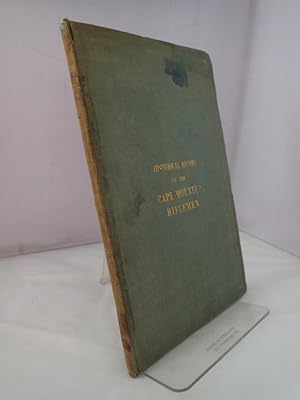 HISTORICAL RECORD
OF THE
CAPE MOUNTED
RIFLEMEN